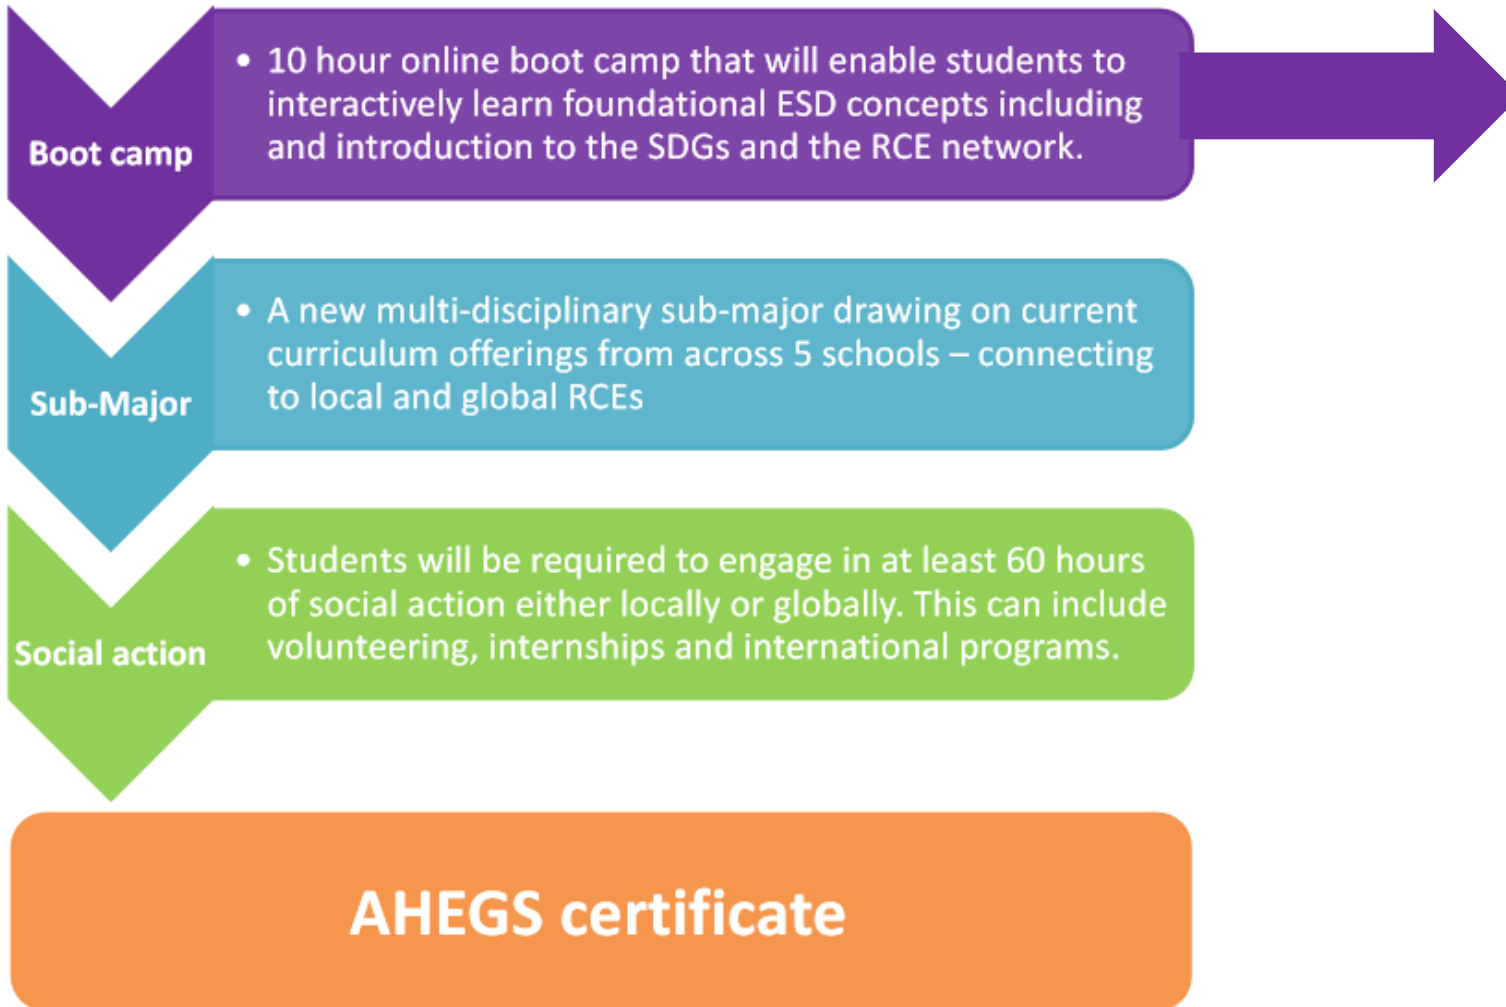 Boot camp
• 10 hour online boot camp that will enable students to
interactively learn foundational ESD concepts including
and introduction to the SDGs and the RCE network.
Sub-Major
• A new multi-disciplinary sub-major drawing on current
curriculum offerings from across 5 schools – connecting
to local and global RCEs
Social action
• Students will be required to engage in at least 60 hours
of social action either locally or globally. This can include
volunteering, internships and international programs.
AHEGS certificate